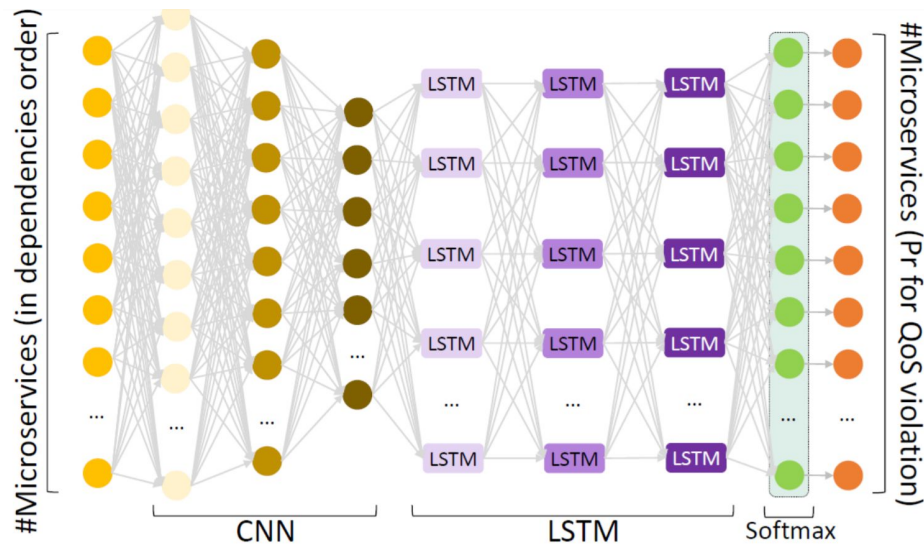 #Microservices (in dependencies order)
...
...
...
...
LSTM
LSTM
LSTM
LSTM
...
LSTM
LSTM
LSTM
LSTM
LSTM
...
LSTM
LSTM
LSTM
LSTM
LSTM
...
LSTM
...
...
#Microservices (Pr for QoS violation)
CNN
LSTM
Softmax